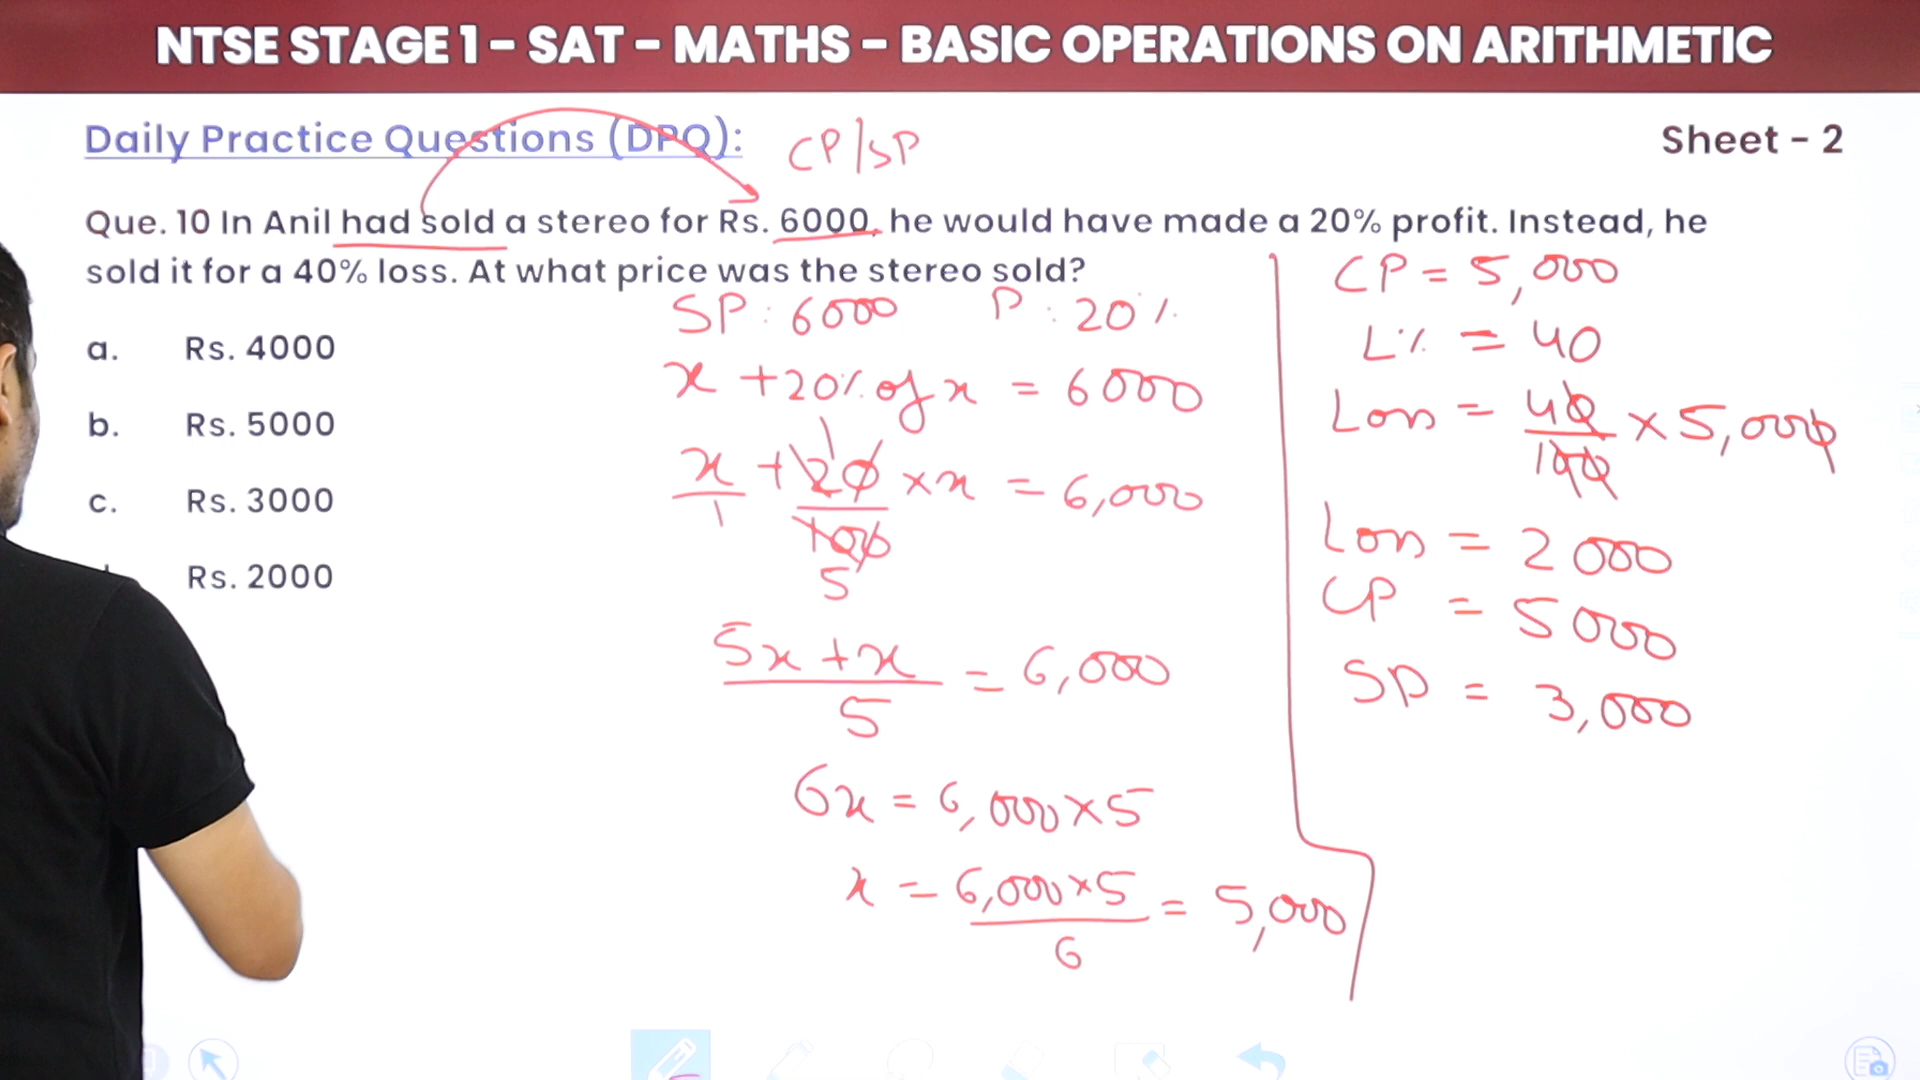 NTSE STAGE 1 – SAT – MATHS – BASIC OPERATIONS ON ARITHMETIC
Daily Practice Questions (DPQ):
CP/SP
Sheet - 2
Que. 10 In Anil had sold a stereo for Rs. 6000, he would have made a 20% profit. Instead, he
sold it for a 40% loss. At what price was the stereo sold?
a. Rs. 4000
b. Rs. 5000
c. Rs. 3000
Rs. 2000
SP : 6000 P : 20%
x + 20% of x = 6000
x/1 + 20/100 × x = 6,000
1
5
5x + x / 5 = 6,000
6x = 6,000 × 5
x = 6,000 × 5 / 6 = 5,000
CP = 5,000
L% = 40
Loss = 40/100 × 5,000
Loss = 2000
CP = 5000
SP = 3,000